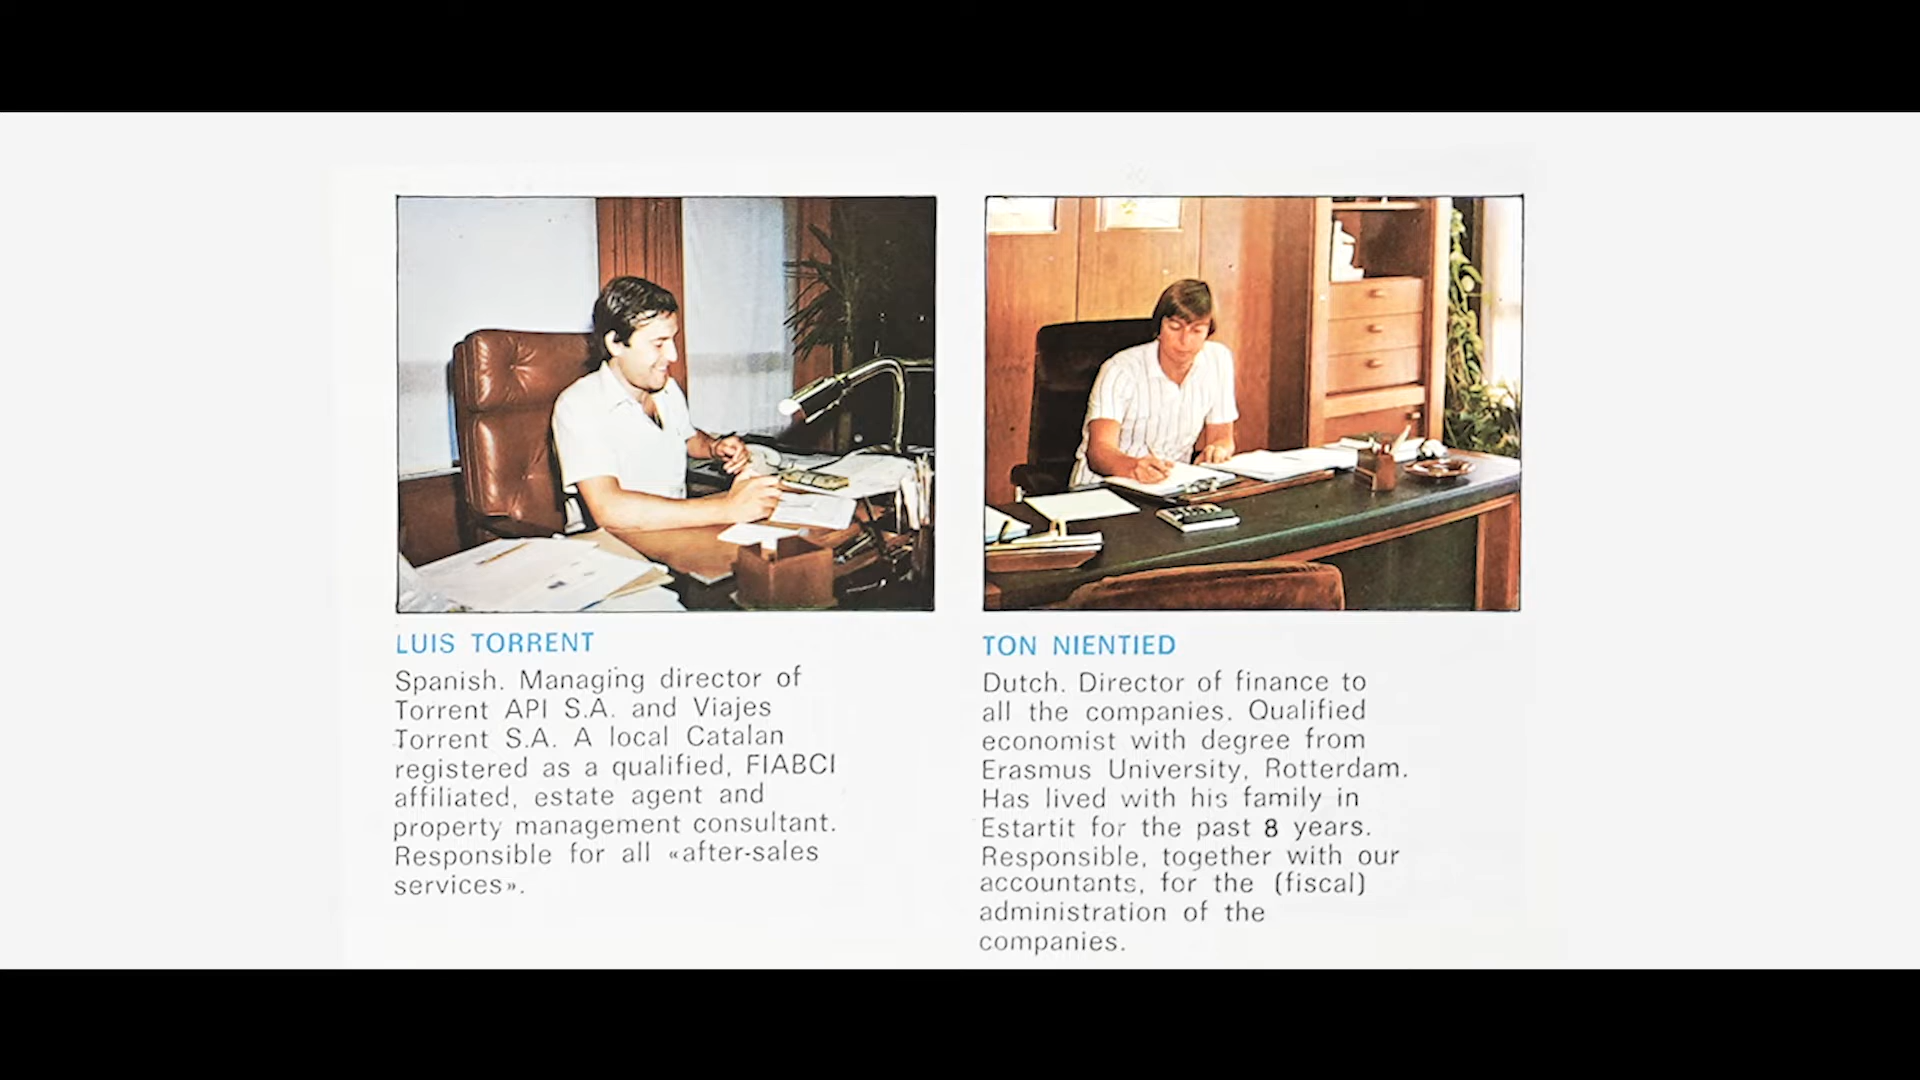 LUIS TORRENT
Spanish. Managing director of
Torrent API S.A. and Viajes
Torrent S.A. A local Catalan
registered as a qualified, FIABCI
affiliated, estate agent and
property management consultant.
Responsible for all «after-sales
services».
TON NIENTIED
Dutch. Director of finance to
all the companies. Qualified
economist with degree from
Erasmus University, Rotterdam.
Has lived with his family in
Estartit for the past 8 years.
Responsible, together with our
accountants, for the (fiscal)
administration of the
companies.